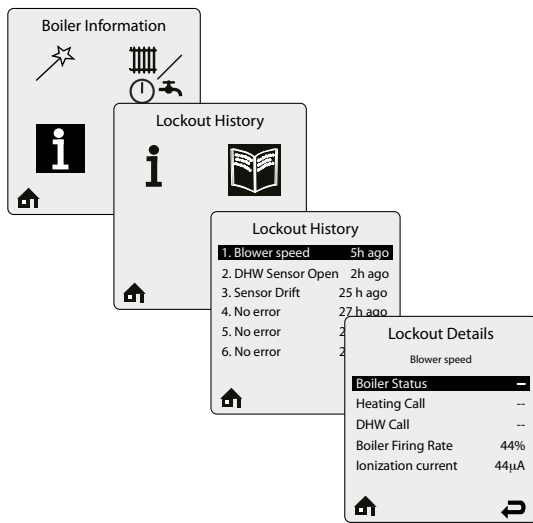 Boiler Information
Lockout History
Lockout History
1. Blower speed 5h ago
2. DHW Sensor Open 2h ago
3. Sensor Drift 25 h ago
4. No error 27 h ago
5. No error 2
6. No error 2
Lockout Details
Blower speed
Boiler Status –
Heating Call --
DHW Call --
Boiler Firing Rate 44%
Ionization current 44µA